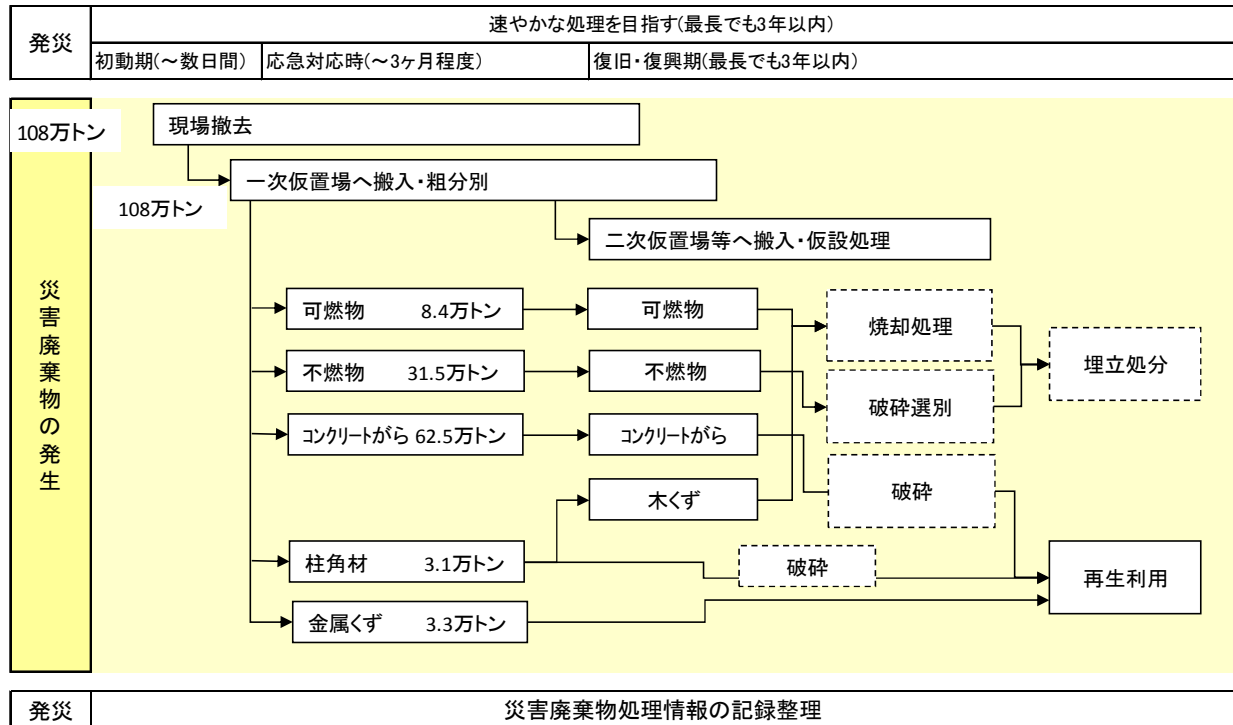 発災
速やかな処理を目指す(最長でも3年以内)
初動期(～数日間)
応急対応時(～3ヶ月程度)
復旧・復興期(最長でも3年以内)
108万トン
現場撤去
一次仮置場へ搬入・粗分別
108万トン
二次仮置場等へ搬入・仮設処理
災害廃棄物の発生
可燃物 8.4万トン
可燃物
焼却処理
不燃物 31.5万トン
不燃物
破砕選別
埋立処分
コンクリートがら 62.5万トン
コンクリートがら
破砕
木くず
柱角材 3.1万トン
破砕
再生利用
金属くず 3.3万トン
発災
災害廃棄物処理情報の記録整理